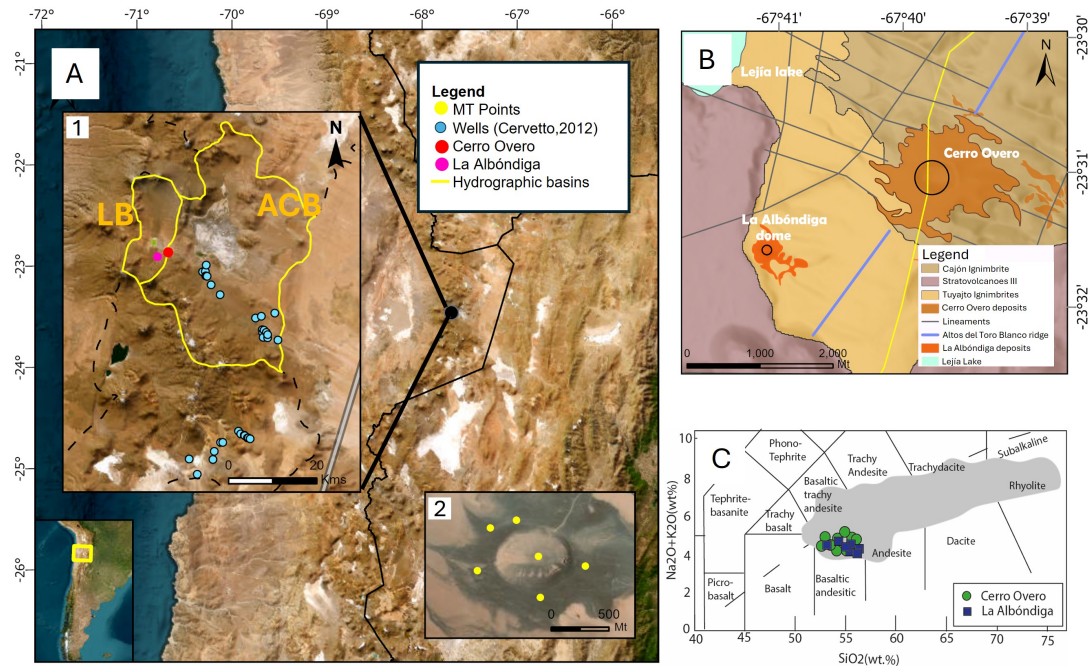 -72° -71° -70° -69° -68° -67° -66°
-21°
-22°
-23°
-24°
-25°
-26°
A
Legend
MT Points
Wells (Cervetto,2012)
Cerro Overo
La Albóndiga
Hydrographic basins
1
N
LB
ACB
0 20
Kms
2
0 500
Mt
-67°41' -67°40' -67°39'
-23°30'
-23°31'
-23°32'
B
N
Lejía lake
Cerro Overo
La Albóndiga
dome
0 1,000 2,000
Mt
Legend
Cajón Ignimbrite
Stratovolcanoes III
Tuyajto Ignimbrites
Cerro Overo deposits
Lineaments
Altos del Toro Blanco ridge
La Albóndiga deposits
Lejía Lake
C
Na2O+K2O(wt%)
10
8
6
4
2
0
Phono-
Tephrite
Trachy
Andesite
Trachydacite
Subalkaline
Rhyolite
Tephrite-
basanite
Basaltic
trachy
andesite
Trachy
basalt
Andesite
Dacite
Picro-
basalt
Basalt
Basaltic
andesitic
Cerro Overo
La Albóndiga
40 45 50 55 60 65 70 75
SiO2(wt.%)